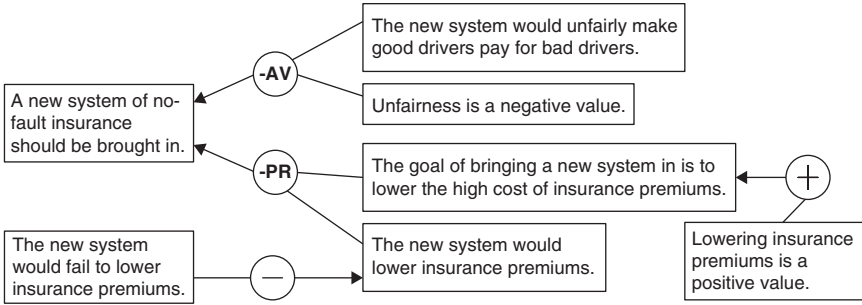 The new system would unfairly make
good drivers pay for bad drivers.
-AV
A new system of no-
fault insurance
should be brought in.
Unfairness is a negative value.
-PR
The goal of bringing a new system in is to
lower the high cost of insurance premiums.
+
The new system
would fail to lower
insurance premiums.
−
The new system would
lower insurance premiums.
Lowering insurance
premiums is a
positive value.